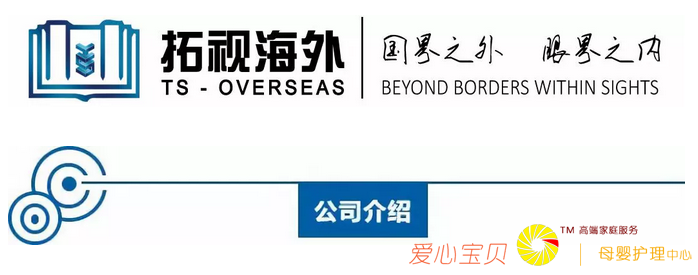 拓视海外
TS - OVERSEAS
国界之外 眼界之内
BEYOND BORDERS WITHIN SIGHTS
公司介绍
爱心宝贝
TM 高端家庭服务
母婴护理中心